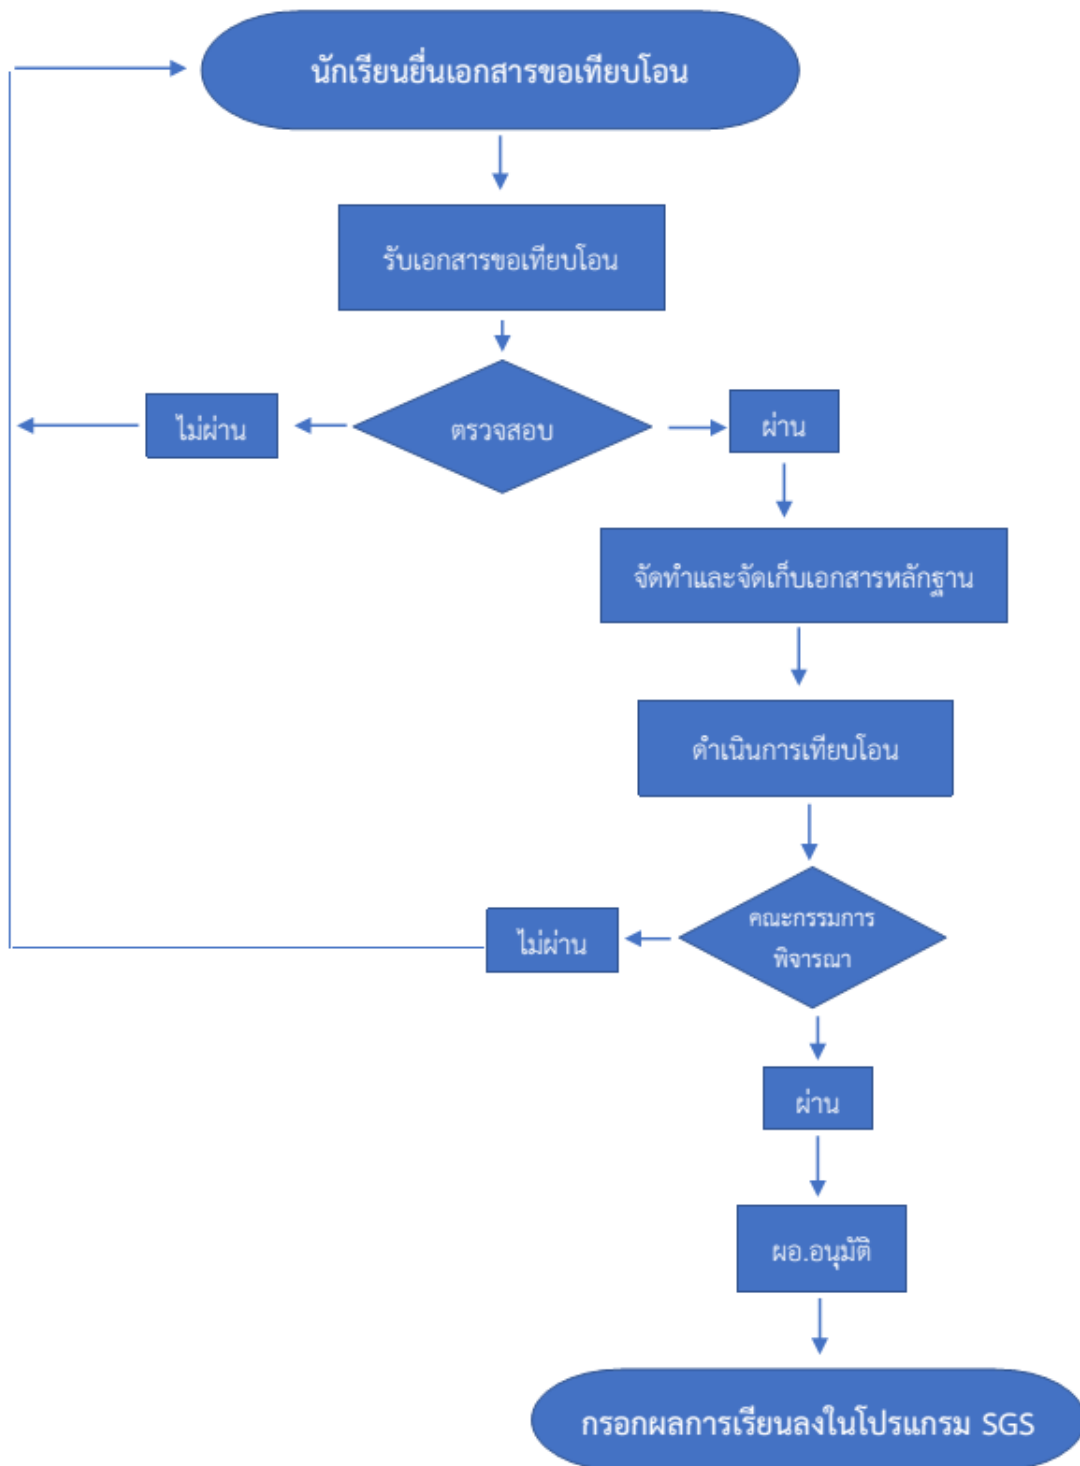 นักเรียนยื่นเอกสารขอเทียบโอน
รับเอกสารขอเทียบโอน
ไม่ผ่าน
ตรวจสอบ
ผ่าน
จัดทำและจัดเก็บเอกสารหลักฐาน
ดำเนินการเทียบโอน
คณะกรรมการ
พิจารณา
ไม่ผ่าน
ผ่าน
ผอ.อนุมัติ
กรอกผลการเรียนลงในโปรแกรม SGS